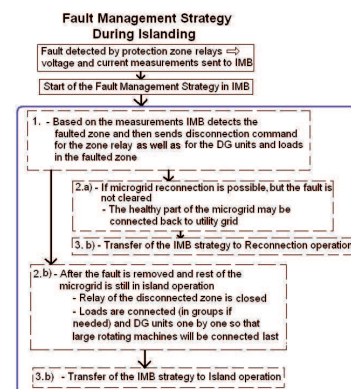 Fault Management Strategy
During Islanding
Fault detected by protection zone relays ⇨
voltage and current measurements sent to IMB
Start of the Fault Management Strategy in IMB
1. - Based on the measurements IMB detects the
faulted zone and then sends disconnection command
for the zone relay as well as for the DG units and loads
in the faulted zone
2.a) - If microgrid reconnection is possible, but the fault is
not cleared
- The healthy part of the microgrid may be
connected back to utility grid
3. b) - Transfer of the IMB strategy to Reconnection operation
2.b) - After the fault is removed and rest of the
microgrid is still in island operation
- Relay of the disconnected zone is closed
- Loads are connected (in groups if
needed) and DG units one by one so that
large rotating machines will be connected last
3.b) - Transfer of the IMB strategy to Island operation